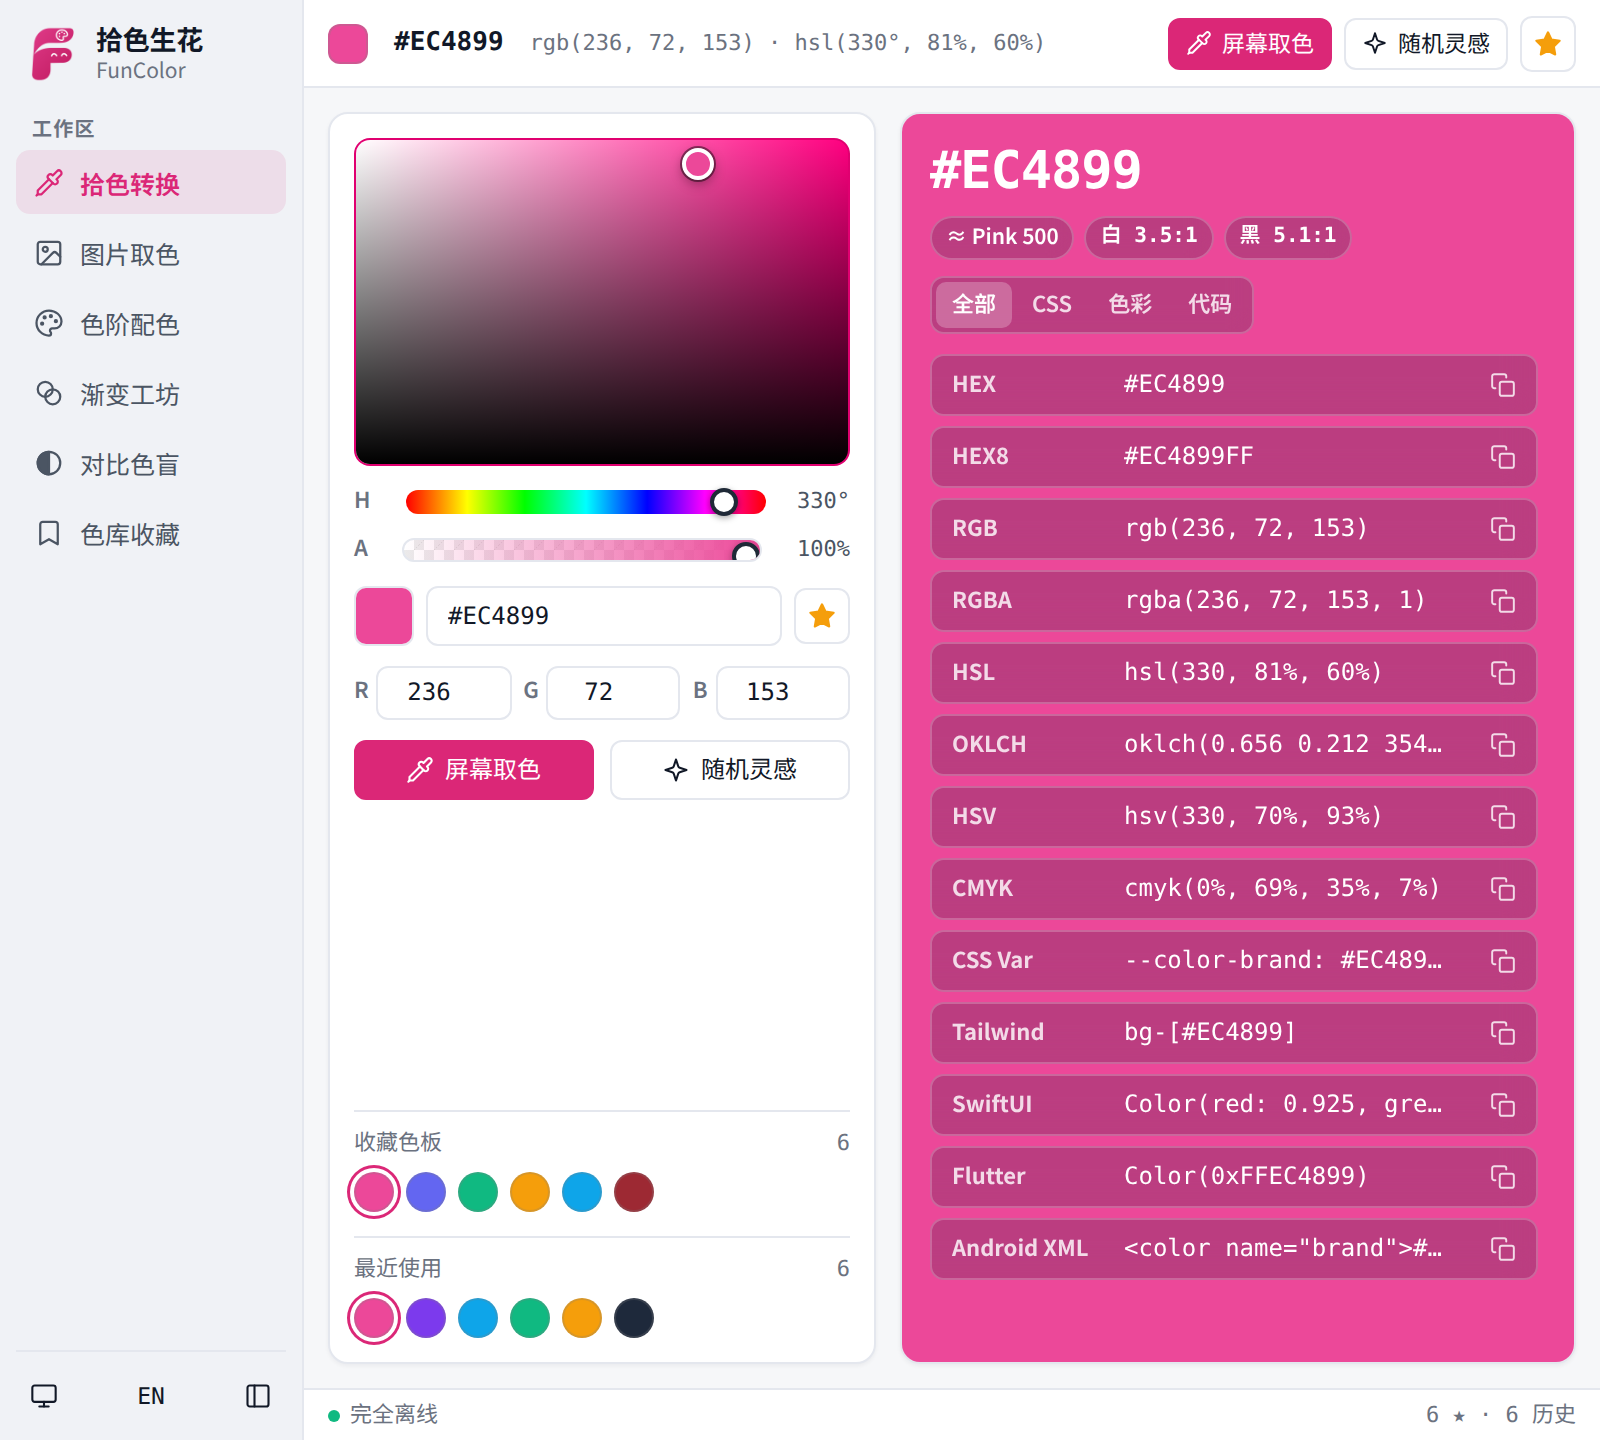 拾色生花
FunColor
工作区
拾色转换
图片取色
色阶配色
渐变工坊
对比色盲
色库收藏
EN
#EC4899 rgb(236, 72, 153) · hsl(330°, 81%, 60%)
屏幕取色
随机灵感
H 330°
A 100%
#EC4899
R 236 G 72 B 153
屏幕取色
随机灵感
收藏色板 6
最近使用 6
#EC4899
≈ Pink 500
白 3.5:1
黑 5.1:1
全部 CSS 色彩 代码
HEX #EC4899
HEX8 #EC4899FF
RGB rgb(236, 72, 153)
RGBA rgba(236, 72, 153, 1)
HSL hsl(330, 81%, 60%)
OKLCH oklch(0.656 0.212 354…
HSV hsv(330, 70%, 93%)
CMYK cmyk(0%, 69%, 35%, 7%)
CSS Var --color-brand: #EC489…
Tailwind bg-[#EC4899]
SwiftUI Color(red: 0.925, gre…
Flutter Color(0xFFEC4899)
Android XML <color name="brand">#…
完全离线
6 ★ · 6 历史